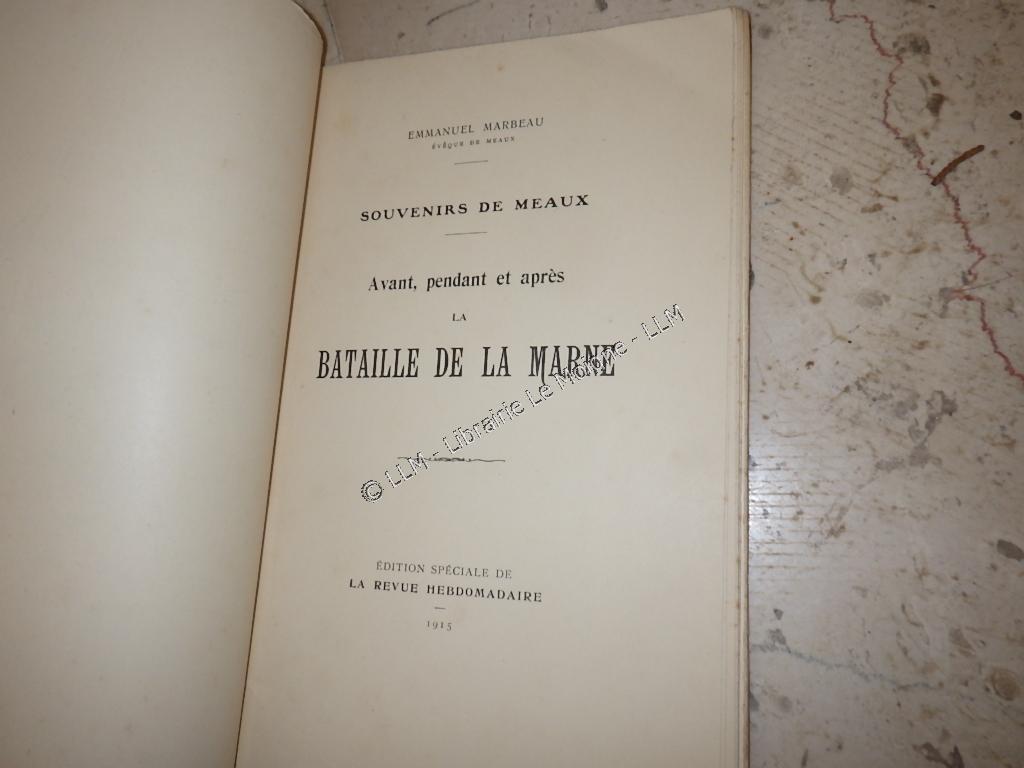 EMMANUEL MARBEAU
ÉVÊQUE DE MEAUX
SOUVENIRS DE MEAUX
Avant, pendant et après
LA
BATAILLE DE LA MARNE
© LLM - Librairie Le Moigne - LLM
ÉDITION SPÉCIALE DE
LA REVUE HEBDOMADAIRE
1915